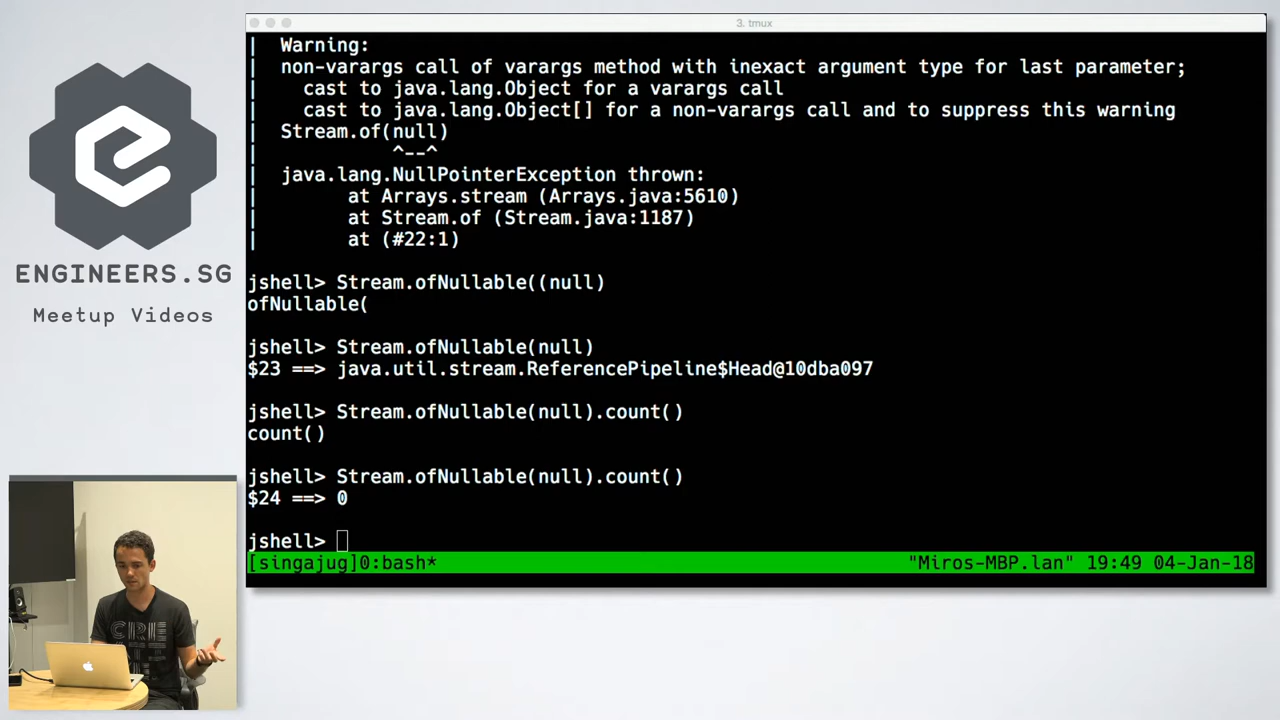 3. tmux
| Warning:
| non-varargs call of varargs method with inexact argument type for last parameter;
| cast to java.lang.Object for a varargs call
| cast to java.lang.Object[] for a non-varargs call and to suppress this warning
| Stream.of(null)
| ^--^
| java.lang.NullPointerException thrown:
| at Arrays.stream (Arrays.java:5610)
| at Stream.of (Stream.java:1187)
| at (#22:1)
jshell> Stream.ofNullable((null)
ofNullable(
jshell> Stream.ofNullable(null)
$23 ==> java.util.stream.ReferencePipeline$Head@10dba097
jshell> Stream.ofNullable(null).count()
count()
jshell> Stream.ofNullable(null).count()
$24 ==> 0
jshell>
[singajug]0:bash* "Miros-MBP.lan" 19:49 04-Jan-18
ENGINEERS.SG
Meetup Videos
CRE